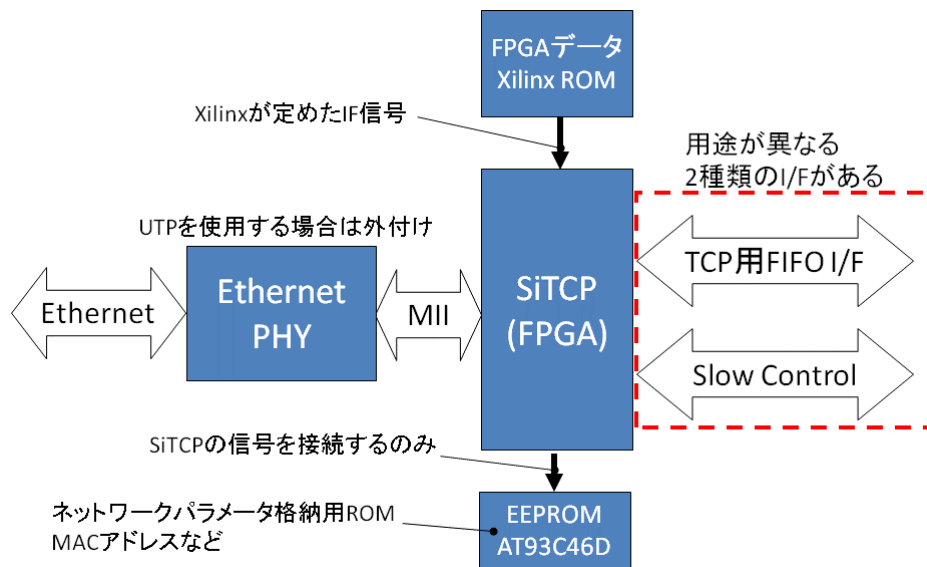 FPGAデータ
Xilinx ROM
Xilinxが定めたIF信号
用途が異なる
2種類のI/Fがある
UTPを使用する場合は外付け
Ethernet
Ethernet
PHY
MII
SiTCP
(FPGA)
TCP用FIFO I/F
Slow Control
SiTCPの信号を接続するのみ
ネットワークパラメータ格納用ROM
MACアドレスなど
EEPROM
AT93C46D